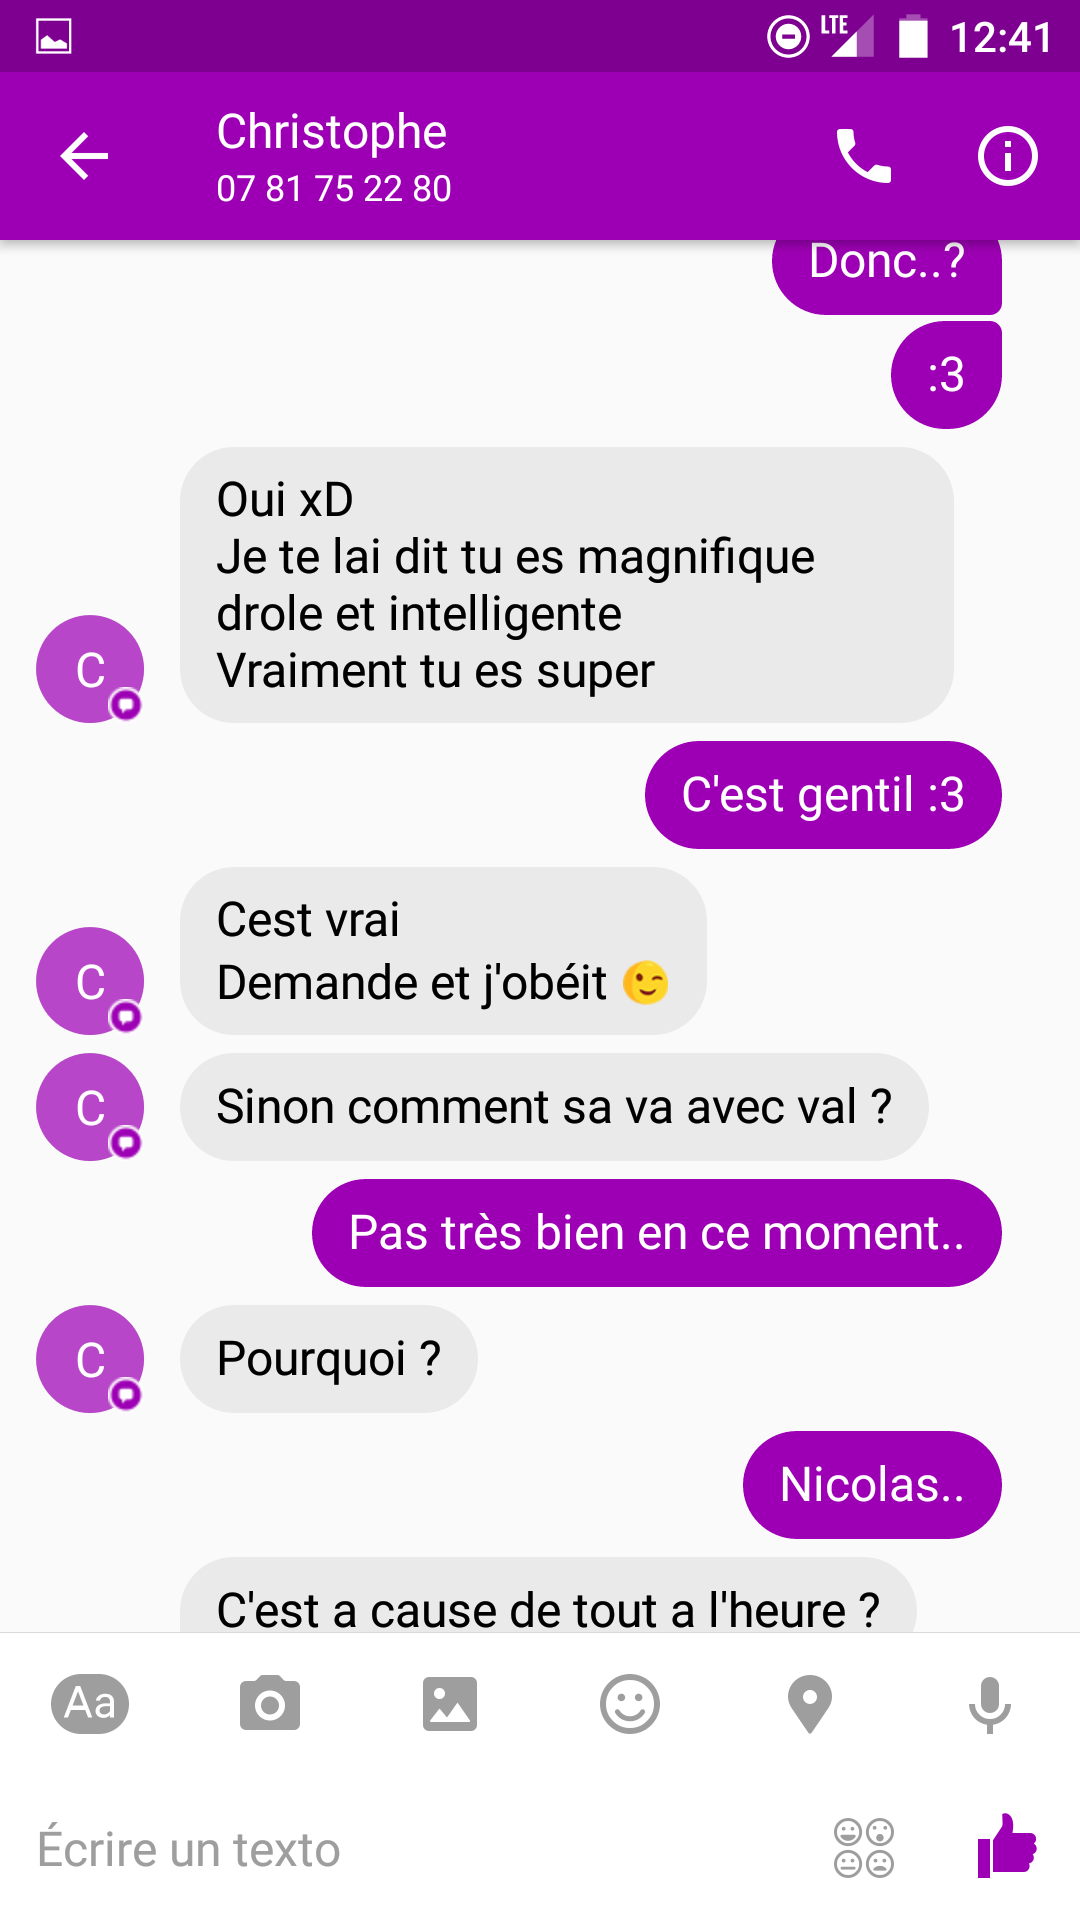 LTE 12:41
Christophe
07 81 75 22 80
Donc..?
:3
Oui xD
Je te lai dit tu es magnifique
drole et intelligente
Vraiment tu es super
C
C'est gentil :3
Cest vrai
Demande et j'obéit 😉
C
C
Sinon comment sa va avec val ?
Pas très bien en ce moment..
C
Pourquoi ?
Nicolas..
C'est a cause de tout a l'heure ?
Aa
Écrire un texto